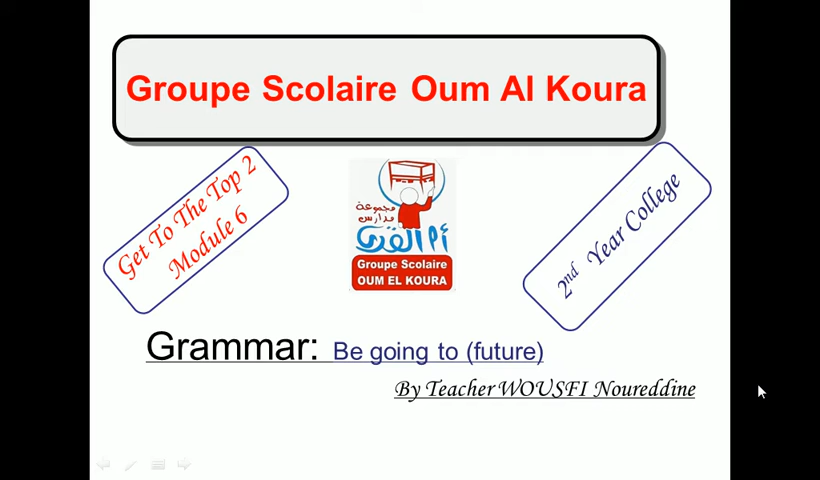 Groupe Scolaire Oum Al Koura
Get To The Top 2
Module 6
2nd Year College
مجموعة
مدارس
أم القرى
Groupe Scolaire
OUM EL KOURA
Grammar: Be going to (future)
By Teacher WOUSFI Noureddine